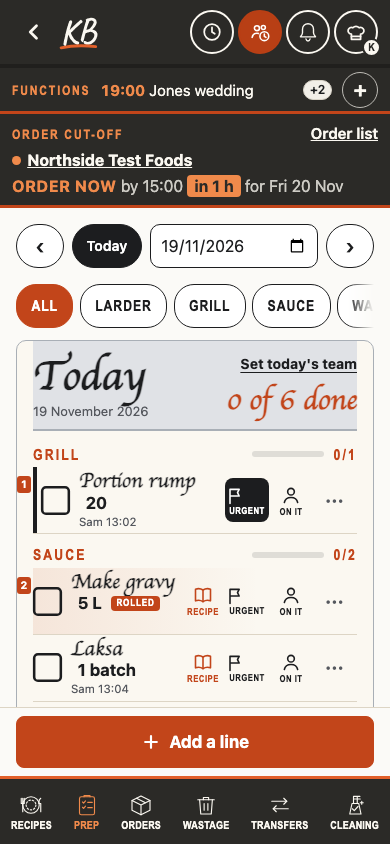 KB
K
FUNCTIONS 19:00 Jones wedding +2 +
ORDER CUT-OFF Order list
Northside Test Foods
ORDER NOW by 15:00 in 1 h for Fri 20 Nov
‹ Today 19/11/2026 ›
ALL LARDER GRILL SAUCE WA
Today Set today's team
19 November 2026 0 of 6 done
GRILL 0/1
1 Portion rump
20 URGENT ON IT ...
Sam 13:02
SAUCE 0/2
2 Make gravy
5 L ROLLED RECIPE URGENT ON IT ...
Laksa
1 batch RECIPE URGENT ON IT ...
Sam 13:04
+ Add a line
RECIPES PREP ORDERS WASTAGE TRANSFERS CLEANING